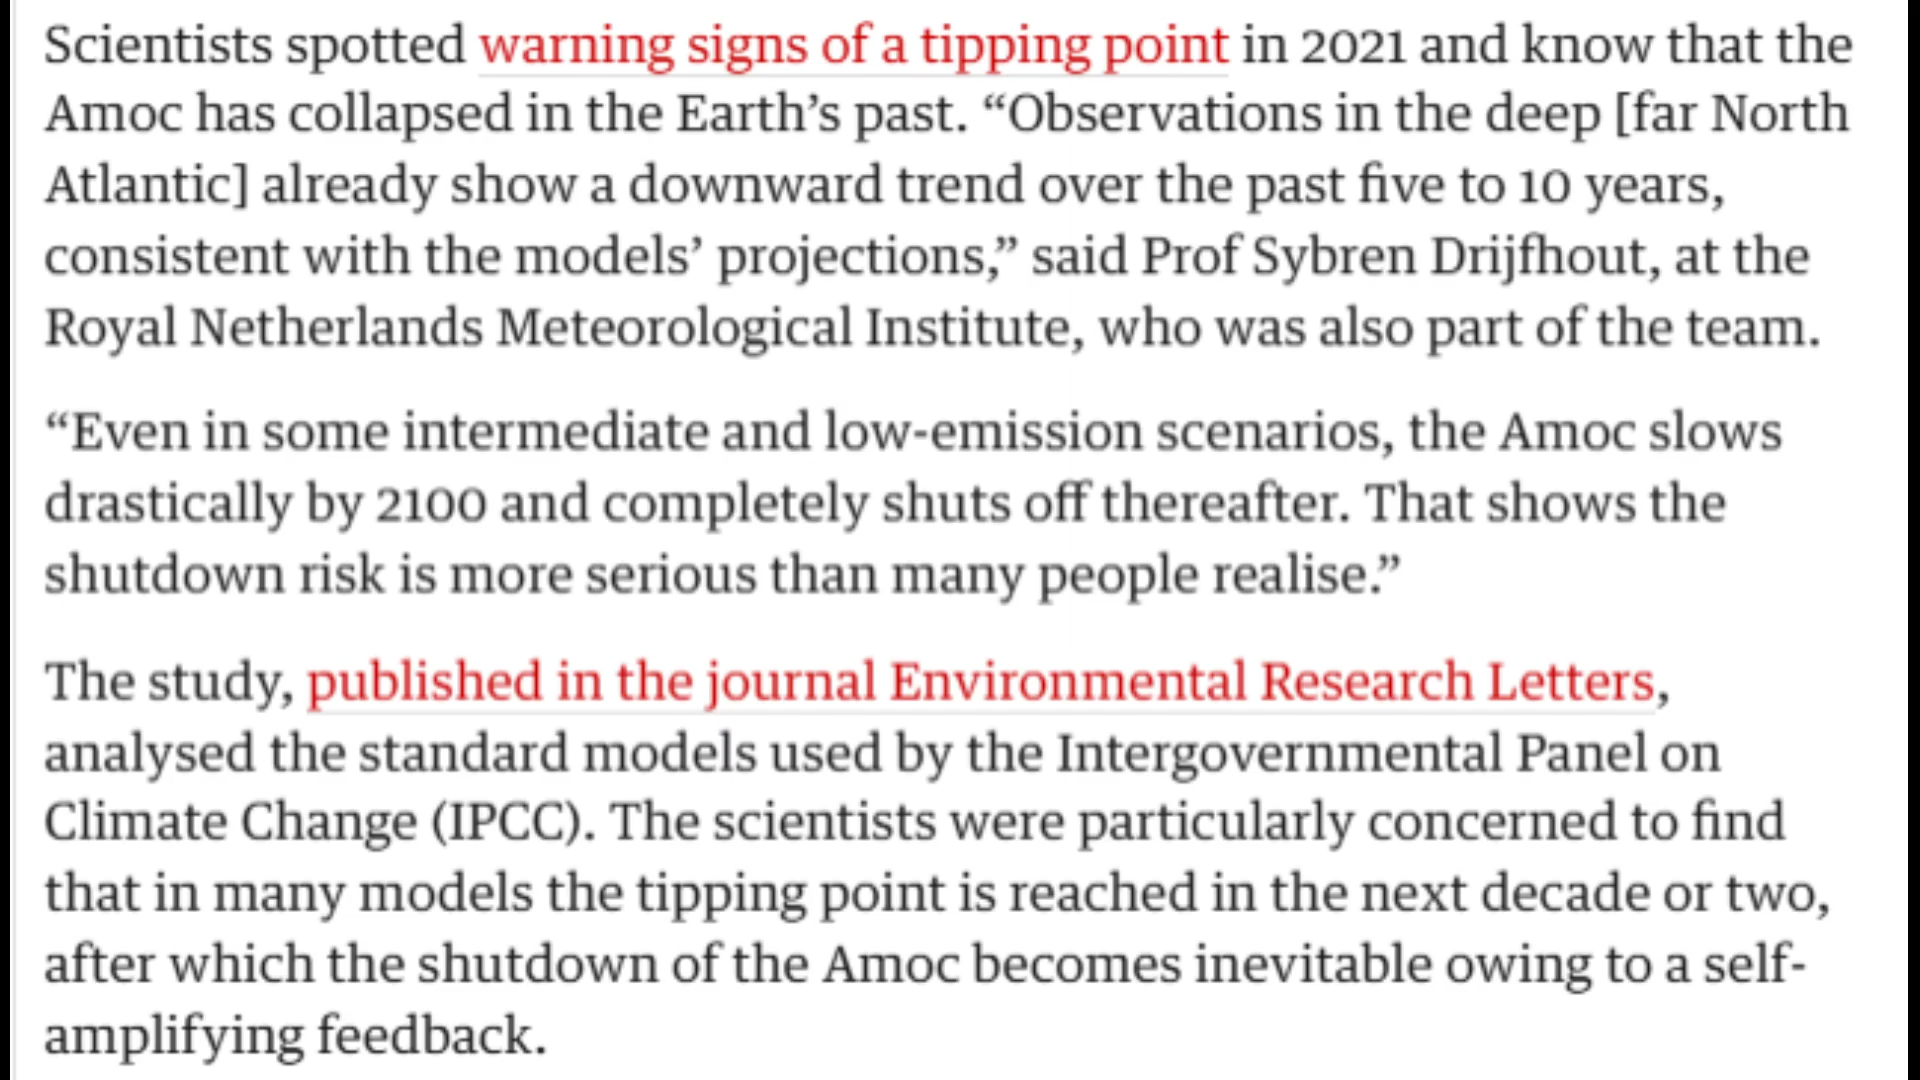 Scientists spotted warning signs of a tipping point in 2021 and know that the
Amoc has collapsed in the Earth’s past. “Observations in the deep [far North
Atlantic] already show a downward trend over the past five to 10 years,
consistent with the models’ projections,” said Prof Sybren Drijfhout, at the
Royal Netherlands Meteorological Institute, who was also part of the team.
“Even in some intermediate and low-emission scenarios, the Amoc slows
drastically by 2100 and completely shuts off thereafter. That shows the
shutdown risk is more serious than many people realise.”
The study, published in the journal Environmental Research Letters,
analysed the standard models used by the Intergovernmental Panel on
Climate Change (IPCC). The scientists were particularly concerned to find
that in many models the tipping point is reached in the next decade or two,
after which the shutdown of the Amoc becomes inevitable owing to a self-
amplifying feedback.